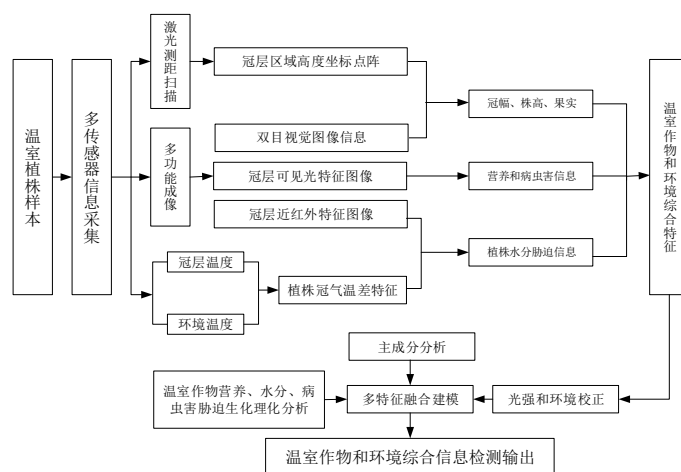 温室植株样本
多传感器信息采集
激光测距扫描
冠层区域高度坐标点阵
双目视觉图像信息
冠幅、株高、果实
多功能成像
冠层可见光特征图像
营养和病虫害信息
冠层近红外特征图像
植株水分胁迫信息
冠层温度
环境温度
植株冠气温差特征
温室作物和环境综合特征
主成分分析
温室作物营养、水分、病
虫害胁迫生化理化分析
多特征融合建模
光强和环境校正
温室作物和环境综合信息检测输出